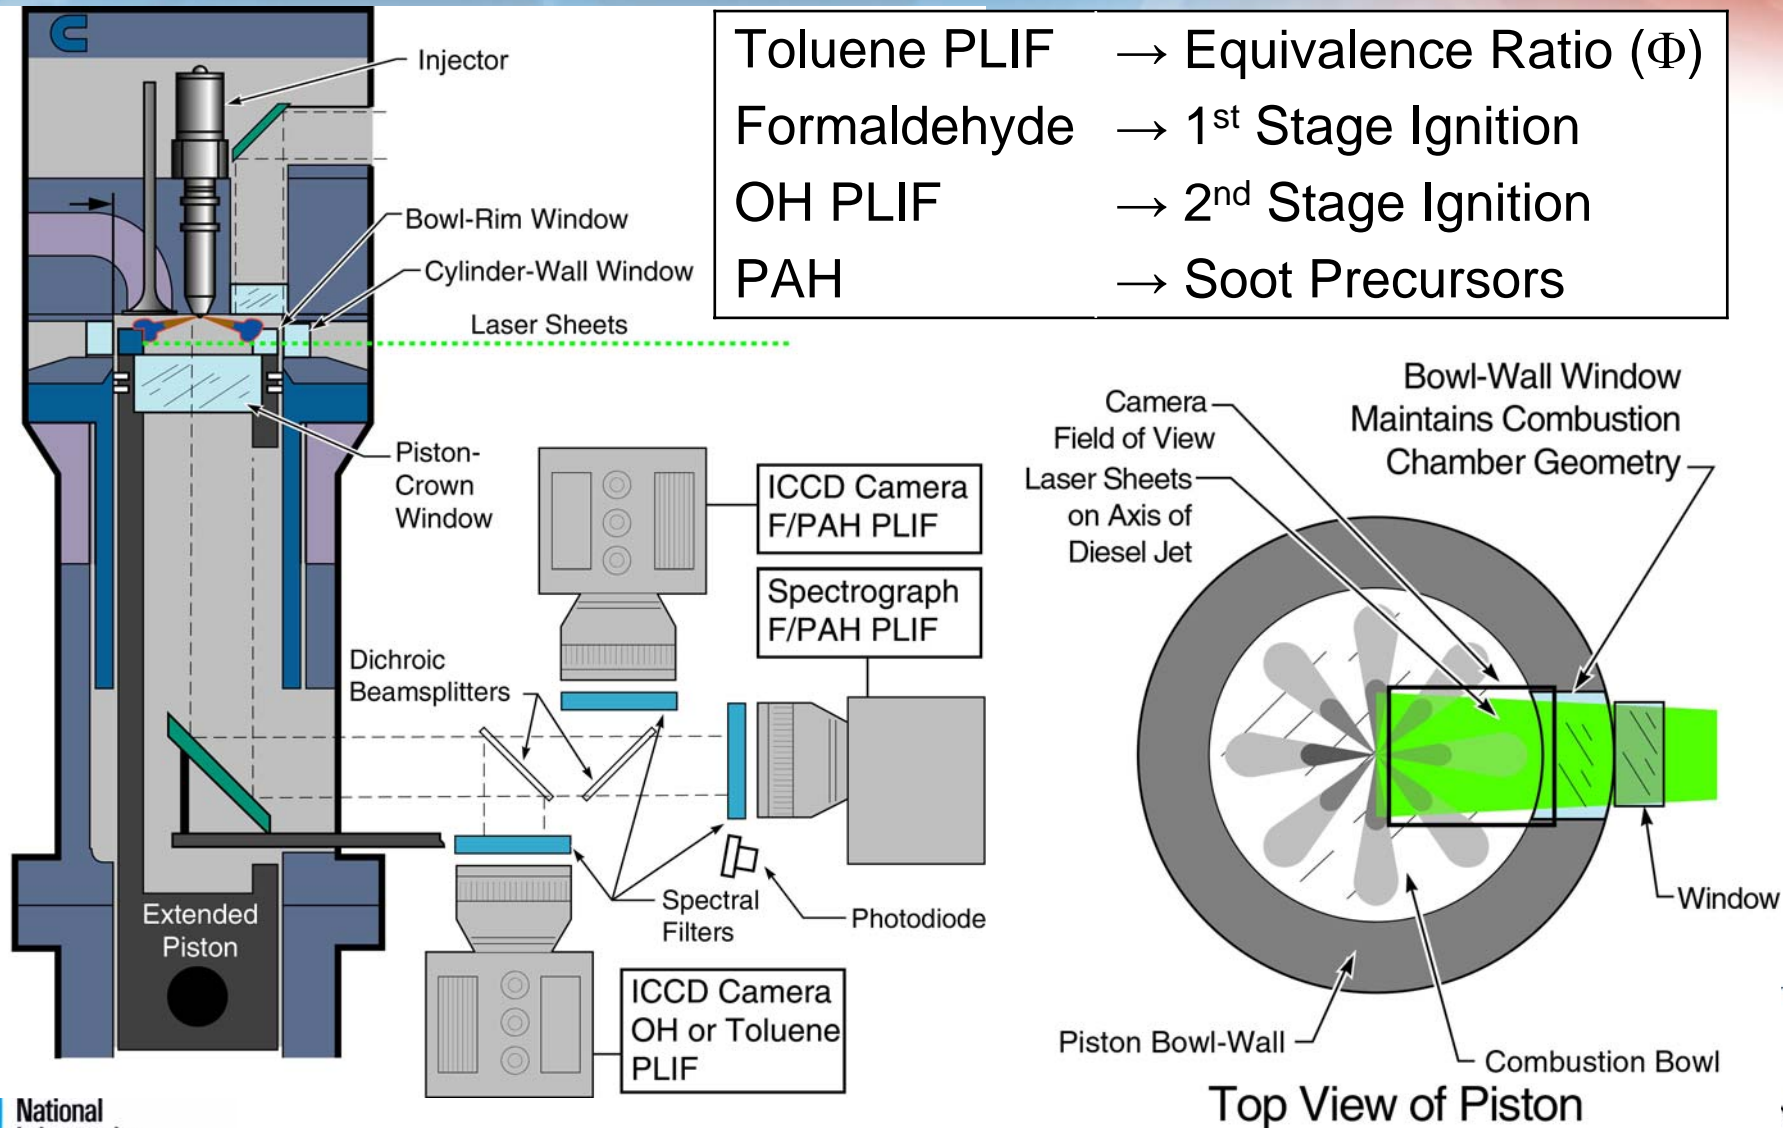 Toluene PLIF → Equivalence Ratio (Φ)
Formaldehyde → 1st Stage Ignition
OH PLIF → 2nd Stage Ignition
PAH → Soot Precursors
Injector
Bowl-Rim Window
Cylinder-Wall Window
Laser Sheets
Piston-
Crown
Window
ICCD Camera
F/PAH PLIF
Spectrograph
F/PAH PLIF
Dichroic
Beamsplitters
Spectral
Filters
Photodiode
Extended
Piston
ICCD Camera
OH or Toluene
PLIF
Bowl-Wall Window
Maintains Combustion
Chamber Geometry
Camera
Field of View
Laser Sheets
on Axis of
Diesel Jet
Window
Piston Bowl-Wall
Combustion Bowl
Top View of Piston
National